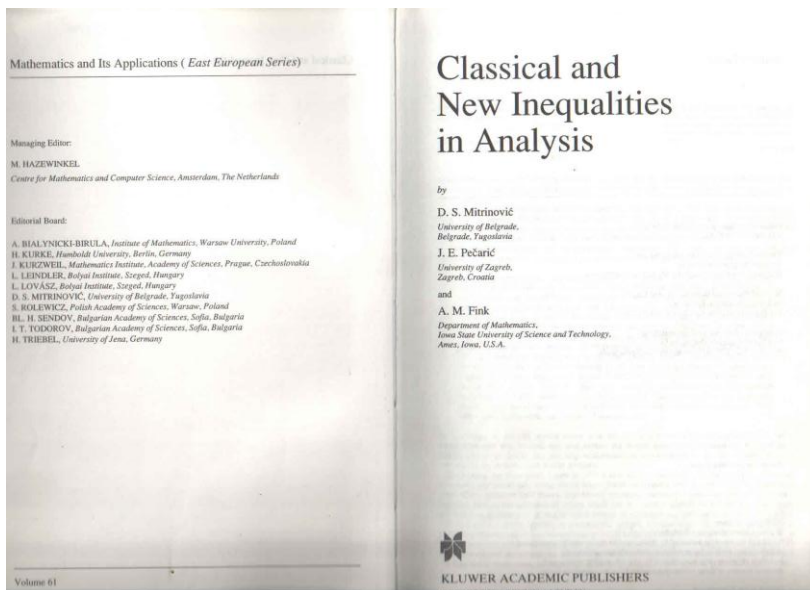 Mathematics and Its Applications ( East European Series)
Managing Editor:
M. HAZEWINKEL
Centre for Mathematics and Computer Science, Amsterdam, The Netherlands
Editorial Board:
A. BIALYNICKI-BIRULA, Institute of Mathematics, Warsaw University, Poland
H. KURKE, Humboldt University, Berlin, Germany
J. KURZWEIL, Mathematics Institute, Academy of Sciences, Prague, Czechoslovakia
L. LEINDLER, Bolyai Institute, Szeged, Hungary
L. LOVÁSZ, Bolyai Institute, Szeged, Hungary
D. S. MITRINOVIĆ, University of Belgrade, Yugoslavia
S. ROLEWICZ, Polish Academy of Sciences, Warsaw, Poland
BL. H. SENDOV, Bulgarian Academy of Sciences, Sofia, Bulgaria
I. T. TODOROV, Bulgarian Academy of Sciences, Sofia, Bulgaria
H. TRIEBEL, University of Jena, Germany
Volume 61
Classical and
New Inequalities
in Analysis
by
D. S. Mitrinović
University of Belgrade,
Belgrade, Yugoslavia
J. E. Pečarić
University of Zagreb,
Zagreb, Croatia
and
A. M. Fink
Department of Mathematics,
Iowa State University of Science and Technology,
Ames, Iowa, U.S.A.
KLUWER ACADEMIC PUBLISHERS